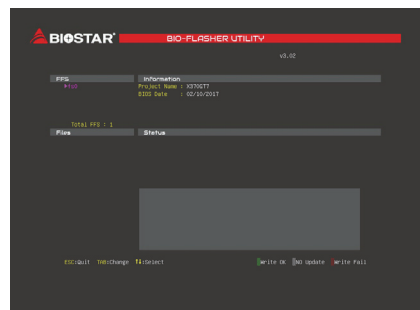 BIOSTAR
BIO-FLASHER UTILITY
v3.02
FFS
Information
Project Name : X370GT7
BIOS Date : 02/10/2017
Total FFS : 1
Files
Status
ESC:Quit TAB:Change ↑↓:Select
Write OK NO Update Write Fail